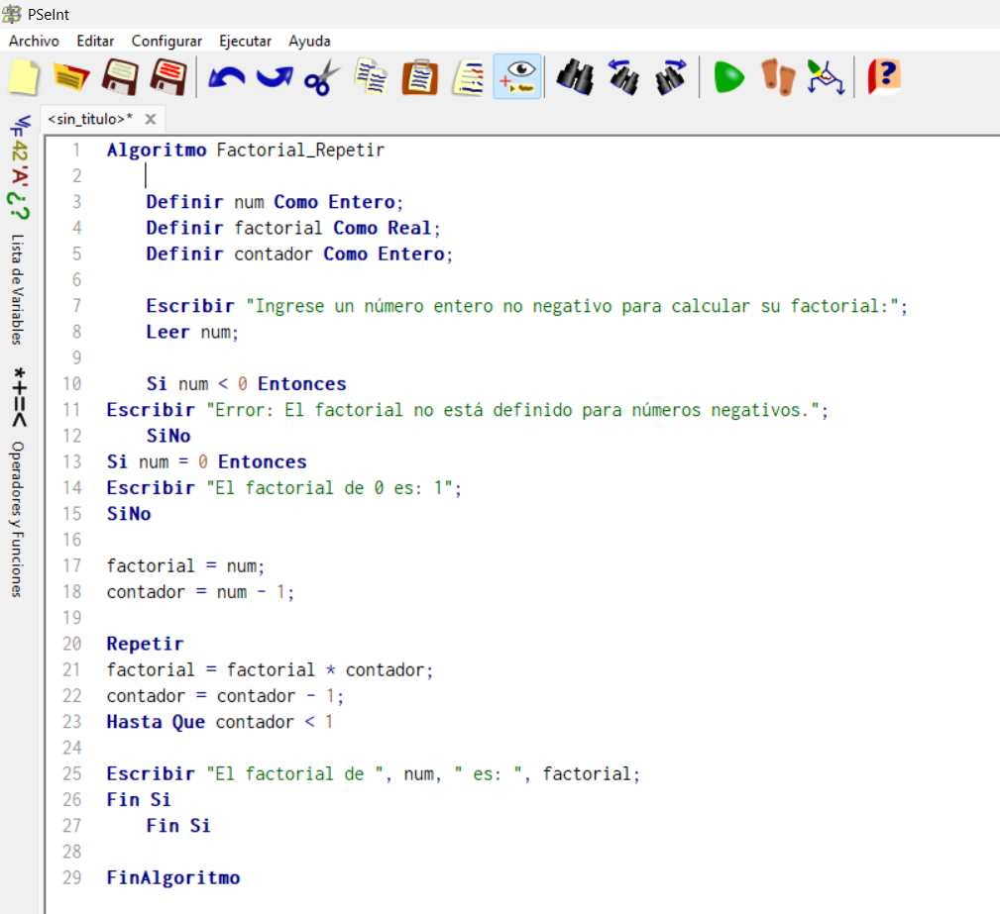 PSeInt
Archivo Editar Configurar Ejecutar Ayuda
<sin_titulo>*
1 Algoritmo Factorial_Repetir
2
3 Definir num Como Entero;
4 Definir factorial Como Real;
5 Definir contador Como Entero;
6
7 Escribir "Ingrese un número entero no negativo para calcular su factorial:";
8 Leer num;
9
10 Si num < 0 Entonces
11 Escribir "Error: El factorial no está definido para números negativos.";
12 SiNo
13 Si num = 0 Entonces
14 Escribir "El factorial de 0 es: 1";
15 SiNo
16
17 factorial = num;
18 contador = num - 1;
19
20 Repetir
21 factorial = factorial * contador;
22 contador = contador - 1;
23 Hasta Que contador < 1
24
25 Escribir "El factorial de ", num, " es: ", factorial;
26 Fin Si
27 Fin Si
28
29 FinAlgoritmo
V/F 42 'A' ¿?
Lista de Variables
*+=<
Operadores y Funciones